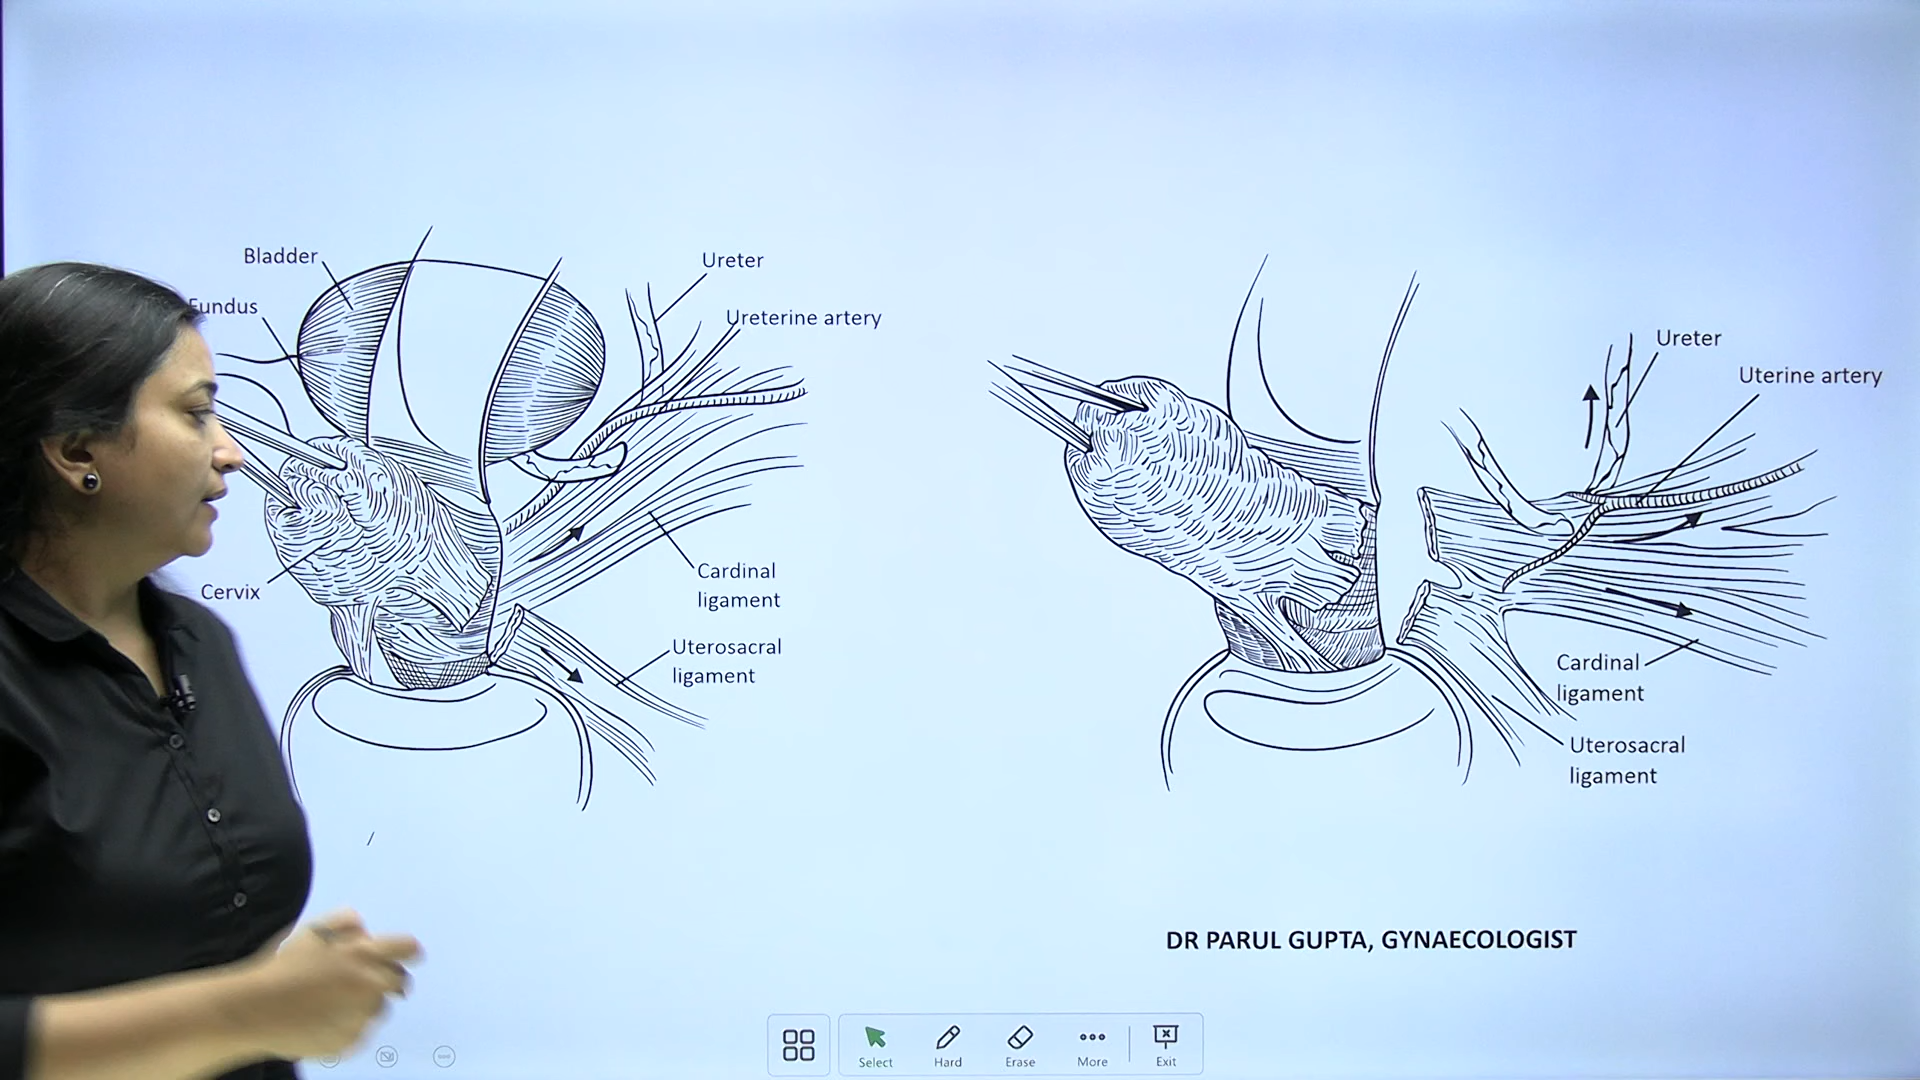 Bladder
Fundus
Cervix
Ureter
Ureterine artery
Cardinal
ligament
Uterosacral
ligament
Ureter
Uterine artery
Cardinal
ligament
Uterosacral
ligament
DR PARUL GUPTA, GYNAECOLOGIST
Select
Hard
Erase
More
Exit